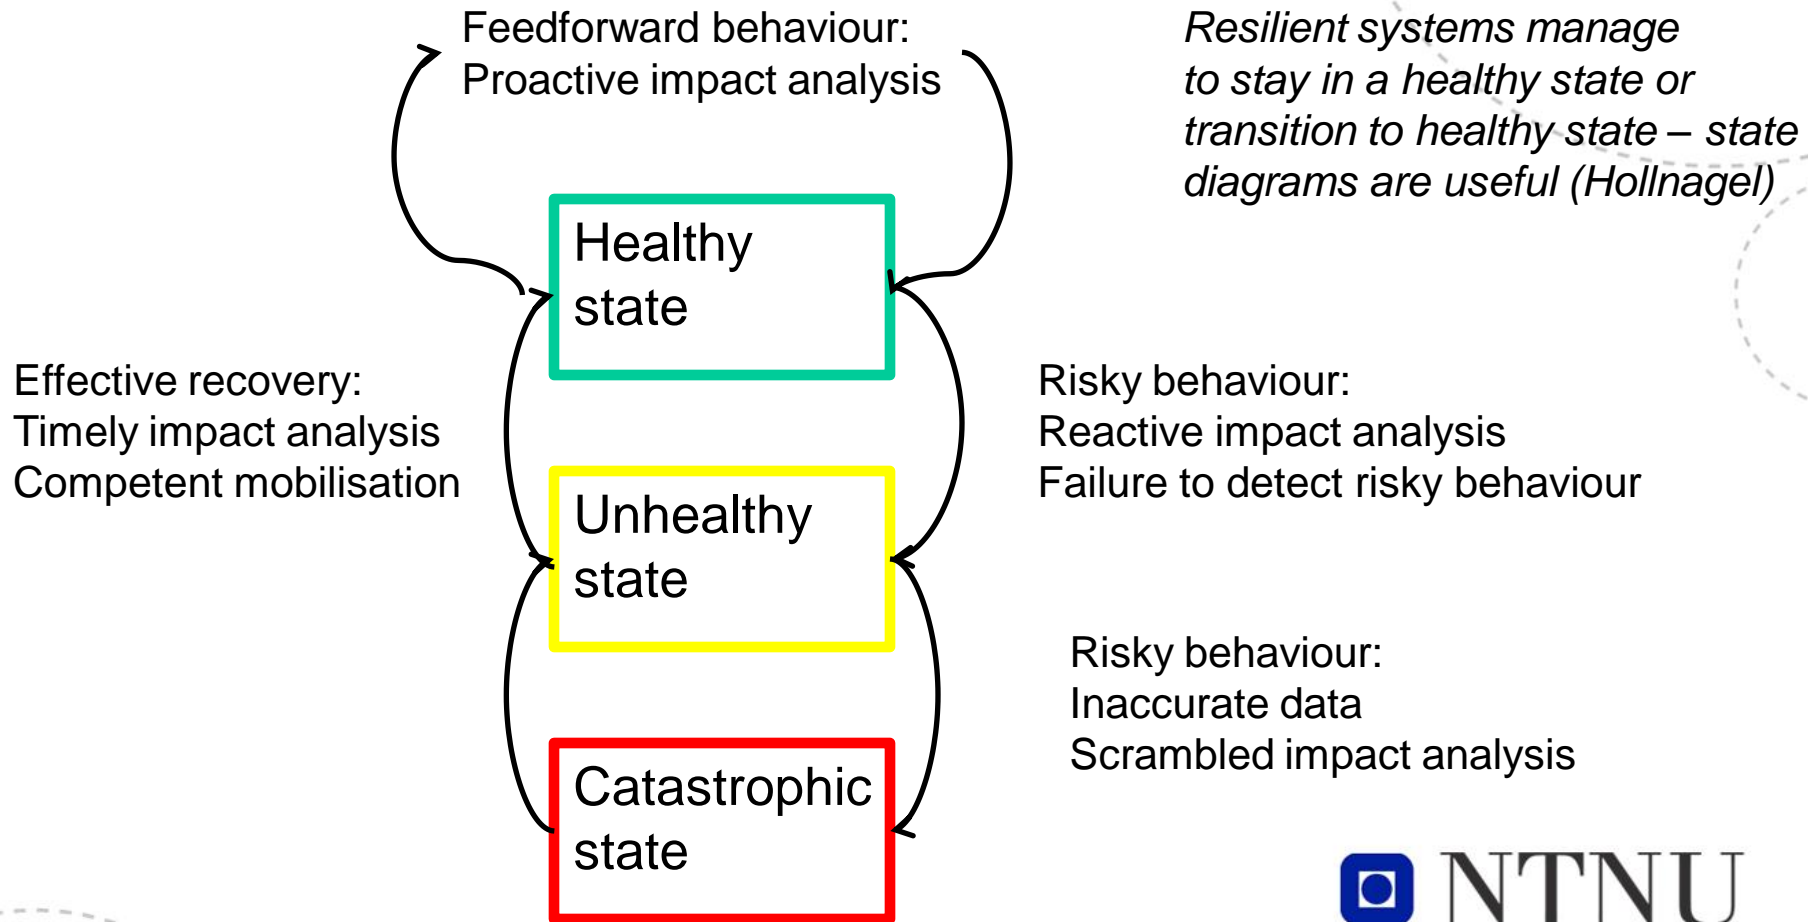 Feedforward behaviour:
Proactive impact analysis
Resilient systems manage
to stay in a healthy state or
transition to healthy state – state
diagrams are useful (Hollnagel)
Healthy
state
Effective recovery:
Timely impact analysis
Competent mobilisation
Risky behaviour:
Reactive impact analysis
Failure to detect risky behaviour
Unhealthy
state
Risky behaviour:
Inaccurate data
Scrambled impact analysis
Catastrophic
state
NTNU